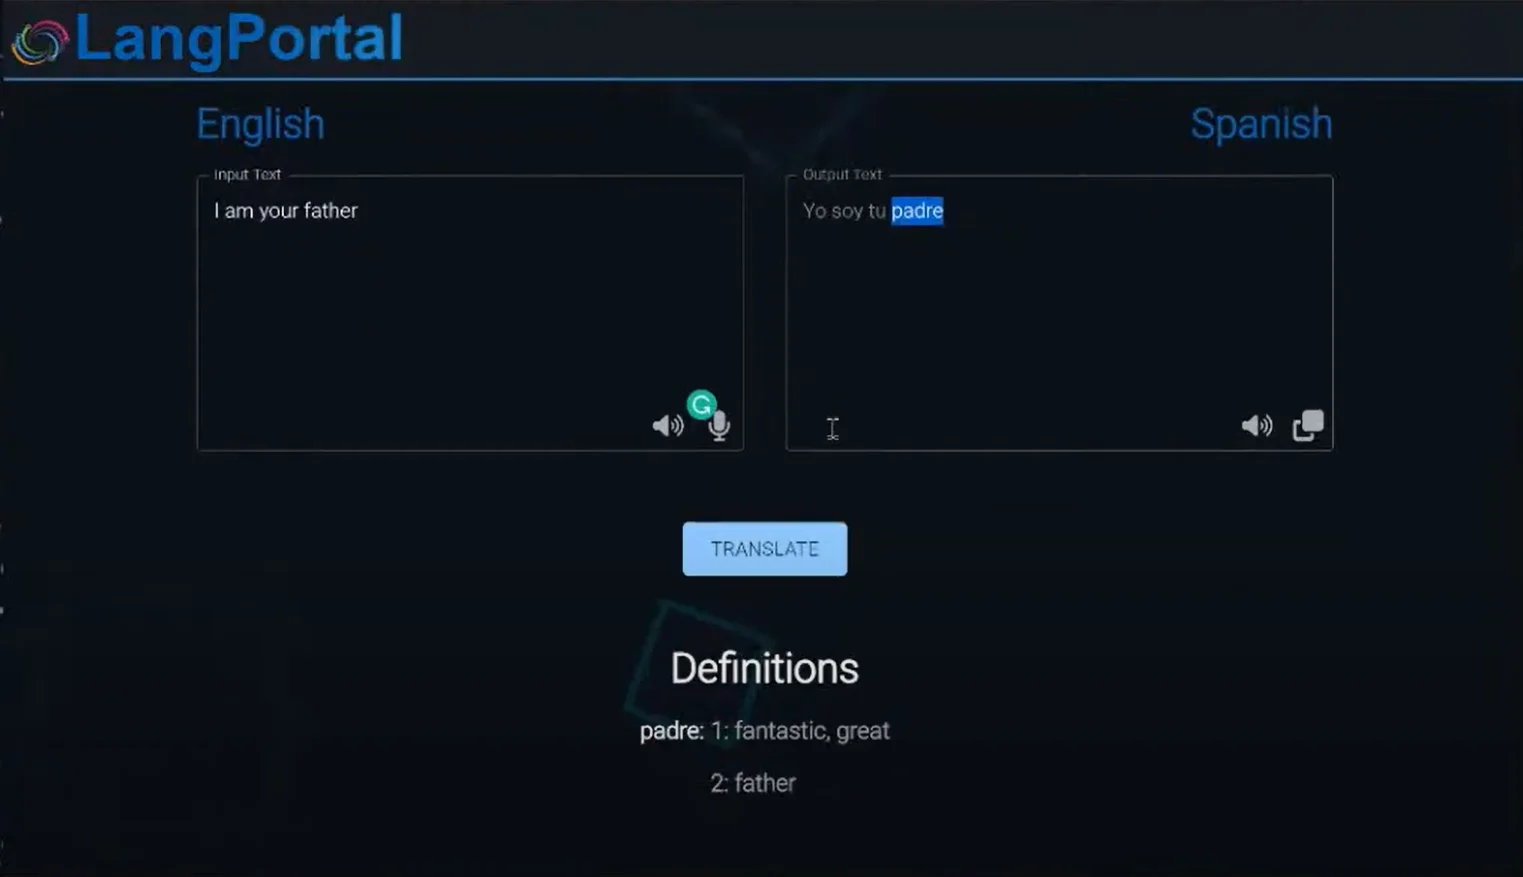 LangPortal
English
Spanish
Input Text
Output Text
I am your father
Yo soy tu padre
TRANSLATE
Definitions
padre: 1: fantastic, great
2: father